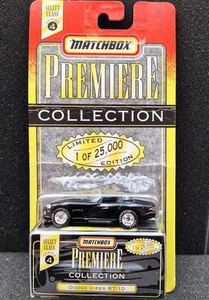 SELECT CLASS
4
MATCHBOX
PREMIERE
COLLECTION
LIMITED
1 OF 25,000
EDITION
SELECT CLASS
4
MATCHBOX
PREMIERE
COLLECTION
DODGE VIPER RT/10